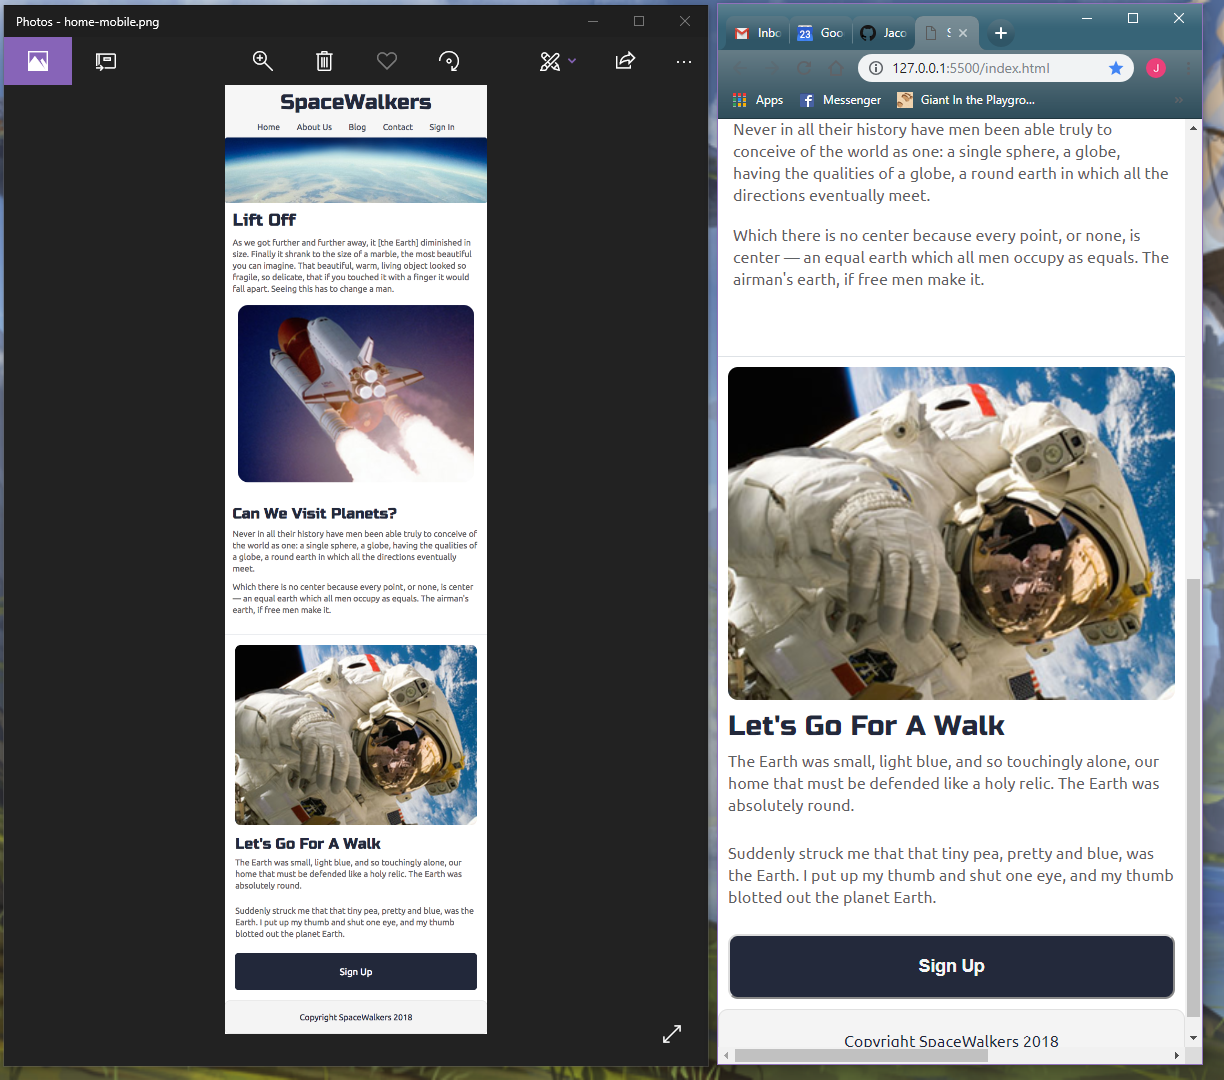 Photos - home-mobile.png
SpaceWalkers
Home About Us Blog Contact Sign In
Lift Off
As we got further and further away, it [the Earth] diminished in
size. Finally it shrank to the size of a marble, the most beautiful
you can imagine. That beautiful, warm, living object looked so
fragile, so delicate, that if you touched it with a finger it would
fall apart. Seeing this has to change a man.
Can We Visit Planets?
Never in all their history have men been able truly to conceive of
the world as one: a single sphere, a globe, having the qualities of
a globe, a round earth in which all the directions eventually
meet.
Which there is no center because every point, or none, is center
— an equal earth which all men occupy as equals. The airman's
earth, if free men make it.
Let's Go For A Walk
The Earth was small, light blue, and so touchingly alone, our
home that must be defended like a holy relic. The Earth was
absolutely round.
Suddenly struck me that that tiny pea, pretty and blue, was the
Earth. I put up my thumb and shut one eye, and my thumb
blotted out the planet Earth.
Sign Up
Copyright SpaceWalkers 2018
Inbo 23 Goo Jaco S
127.0.0.1:5500/index.html J
Apps Messenger Giant In the Playgro...
Never in all their history have men been able truly to
conceive of the world as one: a single sphere, a globe,
having the qualities of a globe, a round earth in which all the
directions eventually meet.
Which there is no center because every point, or none, is
center — an equal earth which all men occupy as equals. The
airman's earth, if free men make it.
Let's Go For A Walk
The Earth was small, light blue, and so touchingly alone, our
home that must be defended like a holy relic. The Earth was
absolutely round.
Suddenly struck me that that tiny pea, pretty and blue, was
the Earth. I put up my thumb and shut one eye, and my thumb
blotted out the planet Earth.
Sign Up
Copyright SpaceWalkers 2018